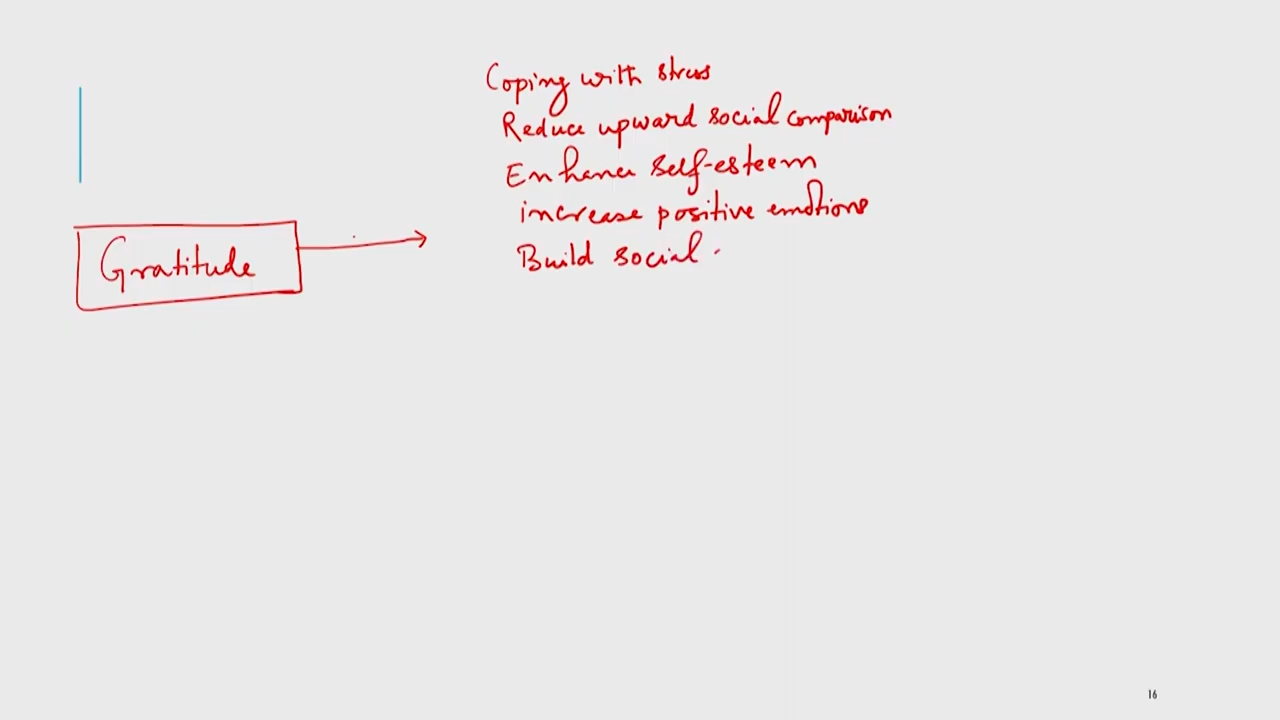 Coping with stress
Reduce upward social comparison
Enhance self-esteem
increase positive emotions
Build social
Gratitude
16